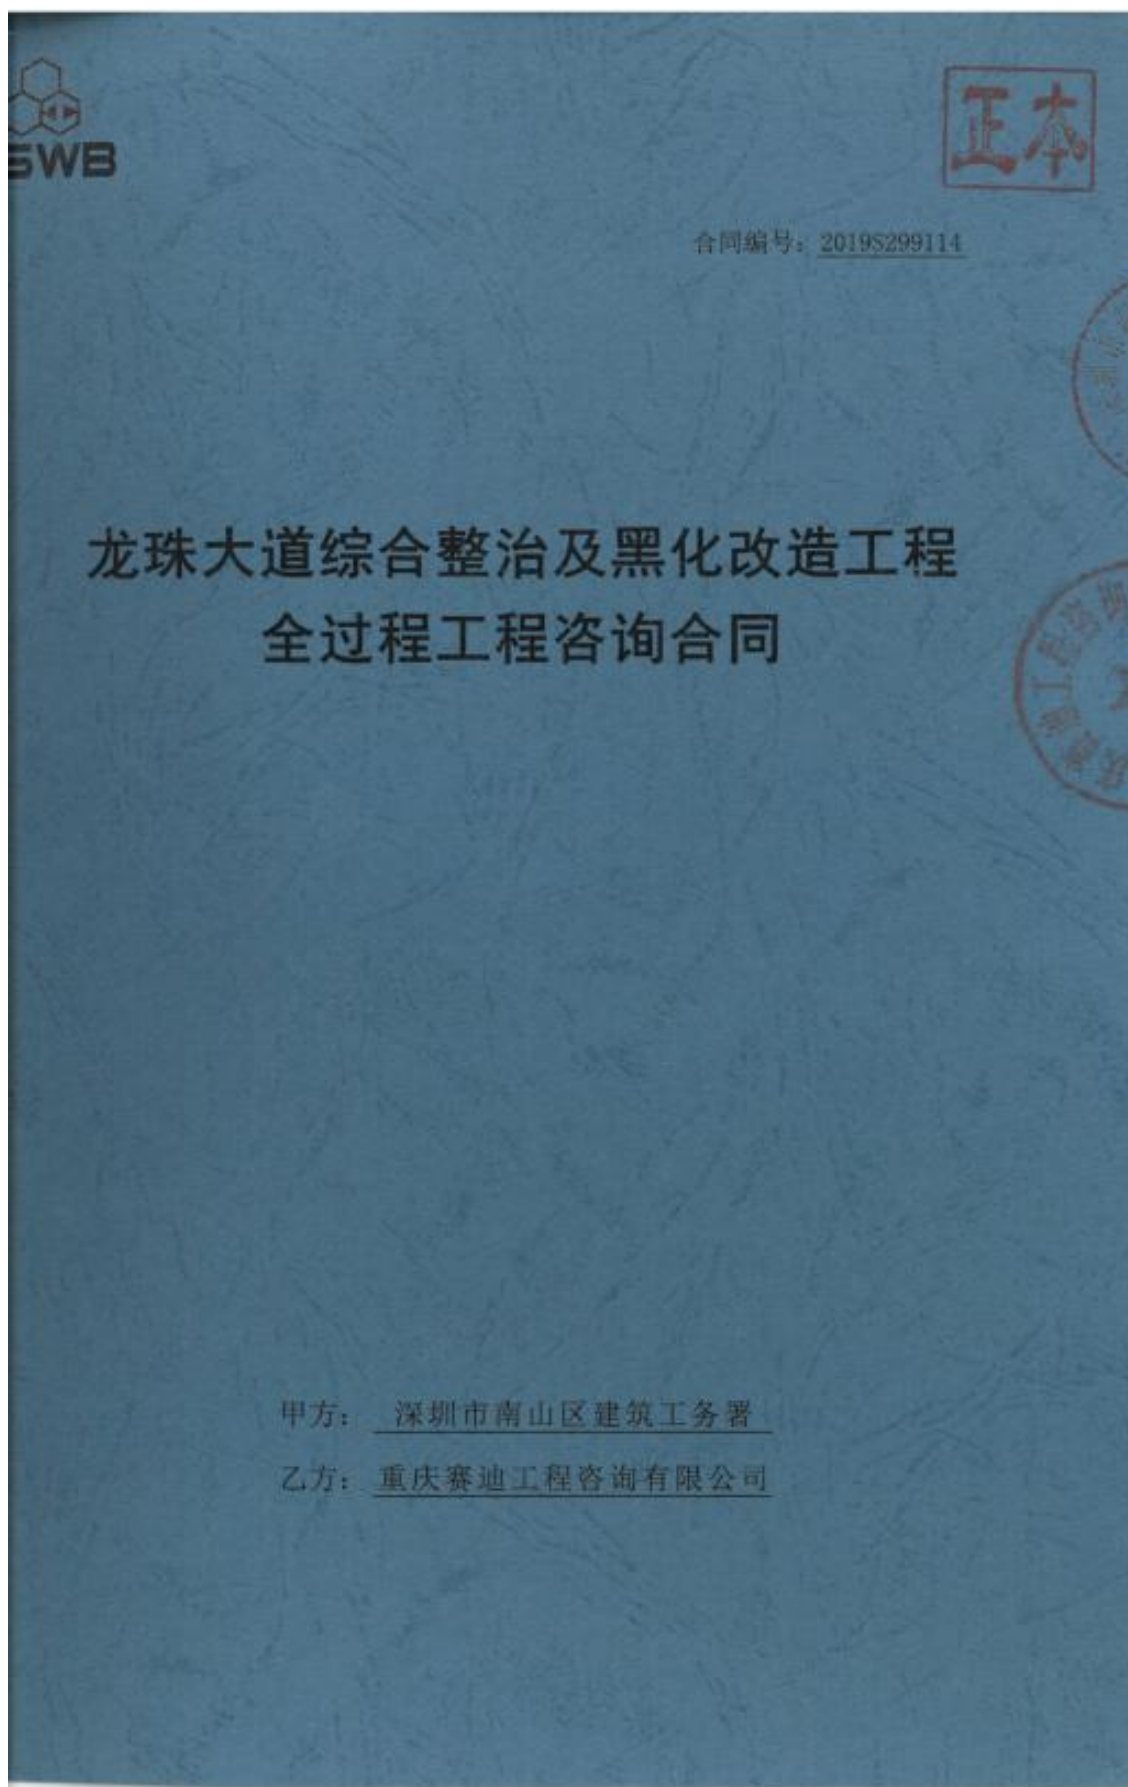 SWB
正本
合同编号：2019S299114
龙珠大道综合整治及黑化改造工程
全过程工程咨询合同
甲方：深圳市南山区建筑工务署
乙方：重庆赛迪工程咨询有限公司